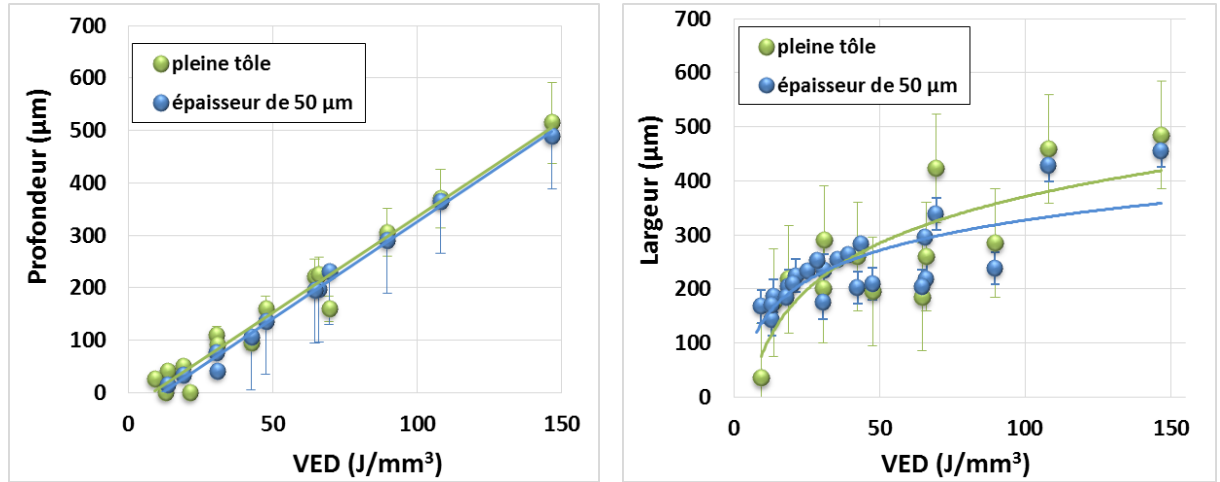 700
600
500
400
300
200
100
0
Profondeur (µm)
pleine tôle
épaisseur de 50 µm
0 50 100 150
VED (J/mm³)
700
600
500
400
300
200
100
0
Largeur (µm)
pleine tôle
épaisseur de 50 µm
0 50 100 150
VED (J/mm³)